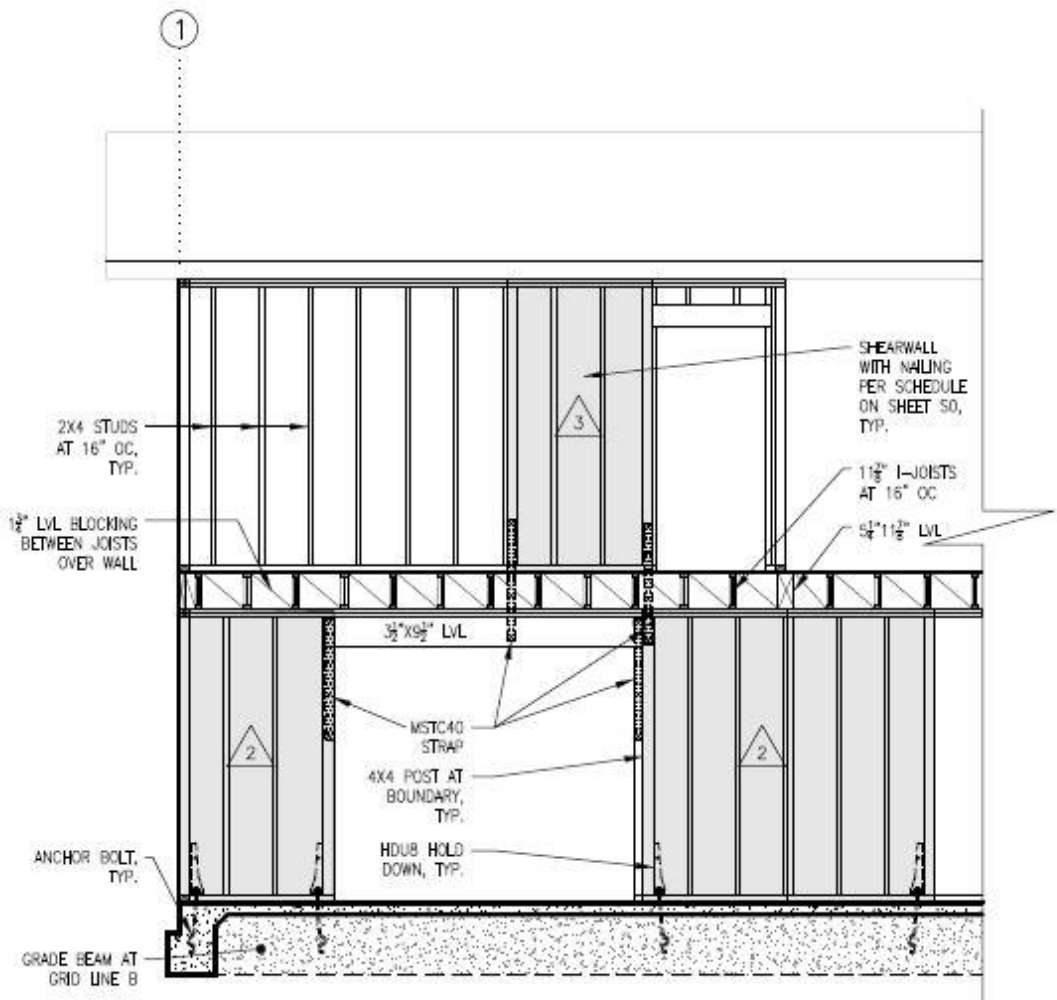 1
SHEARWALL
WITH NAILING
PER SCHEDULE
ON SHEET S0,
TYP.
3
2X4 STUDS
AT 16" OC,
TYP.
11⅞" I-JOISTS
AT 16" OC
1¾" LVL BLOCKING
BETWEEN JOISTS
OVER WALL
5¼"11⅞" LVL
3½"X9½" LVL
MSTC40
STRAP
2
2
4X4 POST AT
BOUNDARY,
TYP.
HDU8 HOLD
DOWN, TYP.
ANCHOR BOLT,
TYP.
GRADE BEAM AT
GRID LINE B